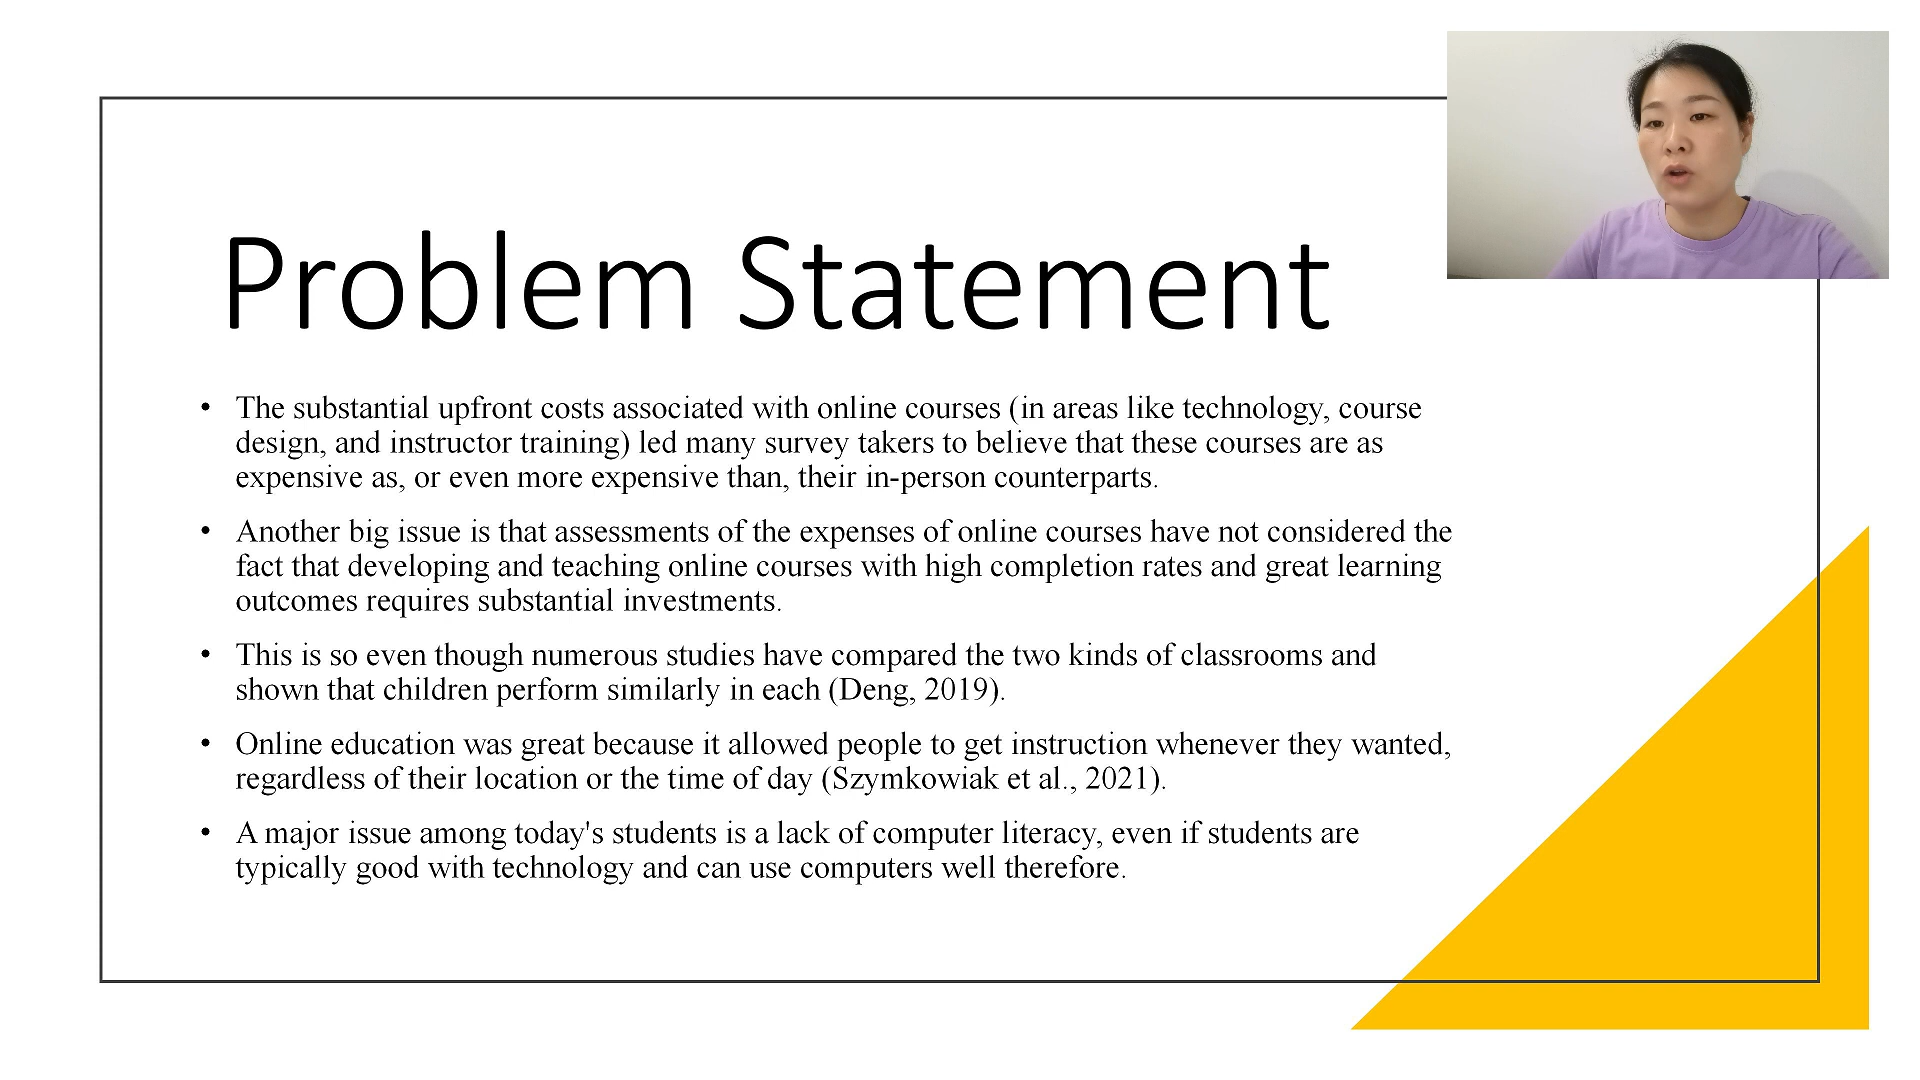 Problem Statement
• The substantial upfront costs associated with online courses (in areas like technology, course
design, and instructor training) led many survey takers to believe that these courses are as
expensive as, or even more expensive than, their in-person counterparts.
• Another big issue is that assessments of the expenses of online courses have not considered the
fact that developing and teaching online courses with high completion rates and great learning
outcomes requires substantial investments.
• This is so even though numerous studies have compared the two kinds of classrooms and
shown that children perform similarly in each (Deng, 2019).
• Online education was great because it allowed people to get instruction whenever they wanted,
regardless of their location or the time of day (Szymkowiak et al., 2021).
• A major issue among today's students is a lack of computer literacy, even if students are
typically good with technology and can use computers well therefore.